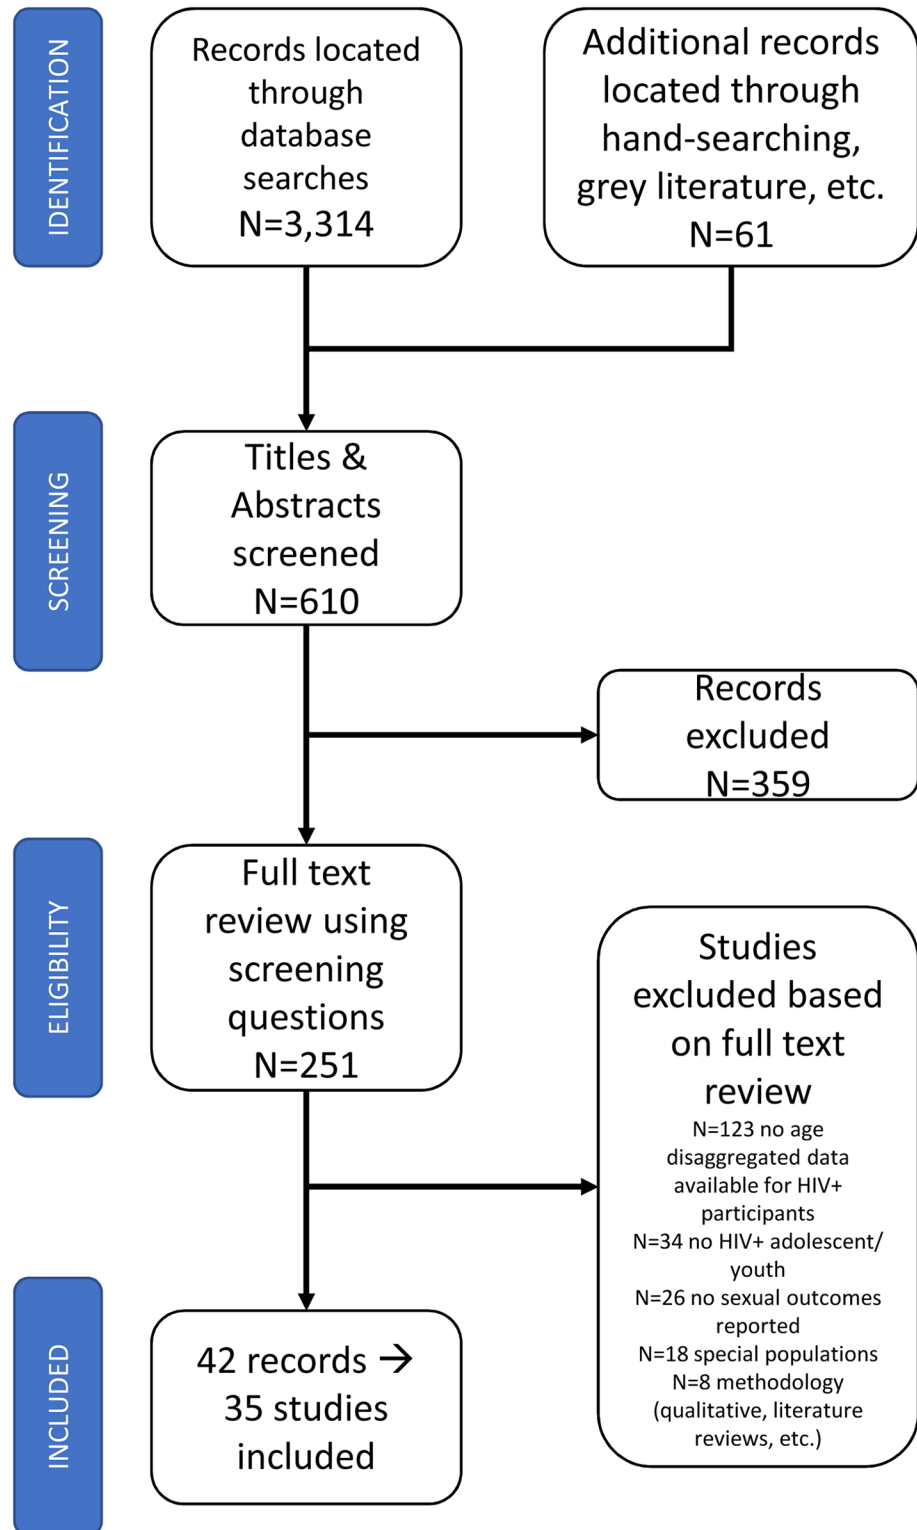 IDENTIFICATION
Records located
through
database
searches
N=3,314
Additional records
located through
hand-searching,
grey literature, etc.
N=61
SCREENING
Titles &
Abstracts
screened
N=610
Records
excluded
N=359
ELIGIBILITY
Full text
review using
screening
questions
N=251
Studies
excluded based
on full text
review
N=123 no age
disaggregated data
available for HIV+
participants
N=34 no HIV+ adolescent/
youth
N=26 no sexual outcomes
reported
N=18 special populations
N=8 methodology
(qualitative, literature
reviews, etc.)
INCLUDED
42 records →
35 studies
included